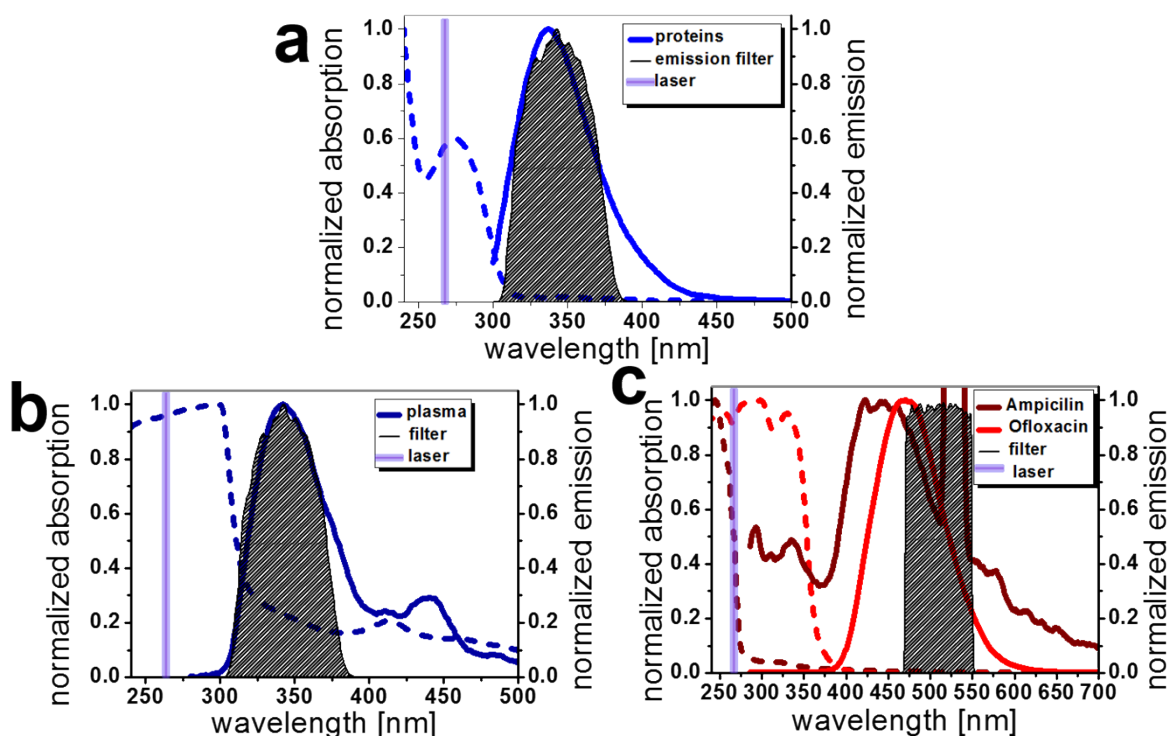 a
proteins
emission filter
laser
normalized absorption
1.0
0.8
0.6
0.4
0.2
0.0
1.0
0.8
0.6
0.4
0.2
0.0
normalized emission
250 300 350 400 450 500
wavelength [nm]
b
plasma
filter
laser
normalized absorption
1.0
0.8
0.6
0.4
0.2
0.0
1.0
0.8
0.6
0.4
0.2
0.0
normalized emission
250 300 350 400 450 500
wavelength [nm]
c
Ampicilin
Ofloxacin
filter
laser
normalized absorption
1.0
0.8
0.6
0.4
0.2
0.0
1.0
0.8
0.6
0.4
0.2
0.0
normalized emission
250 300 350 400 450 500 550 600 650 700
wavelength [nm]